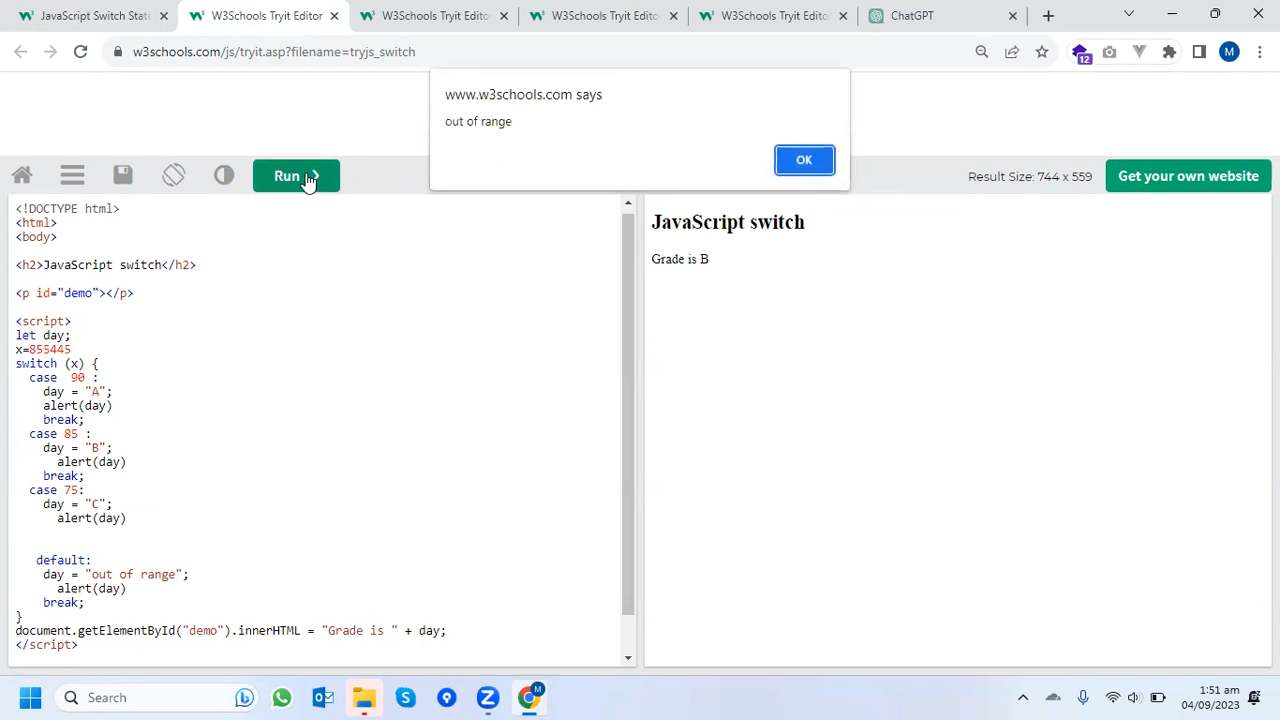 JavaScript Switch State
W3Schools Tryit Editor
W3Schools Tryit Editor
W3Schools Tryit Editor
W3Schools Tryit Editor
ChatGPT
w3schools.com/js/tryit.asp?filename=tryjs_switch
12
M
www.w3schools.com says
out of range
OK
Run
Result Size: 744 x 559
Get your own website
<!DOCTYPE html>
<html>
<body>
<h2>JavaScript switch</h2>
<p id="demo"></p>
<script>
let day;
x=855445
switch (x) {
case 90 :
day = "A";
alert(day)
break;
case 85 :
day = "B";
alert(day)
break;
case 75:
day = "C";
alert(day)
default:
day = "out of range";
alert(day)
break;
}
document.getElementById("demo").innerHTML = "Grade is " + day;
</script>
JavaScript switch
Grade is B
Search
M
1:51 am
04/09/2023